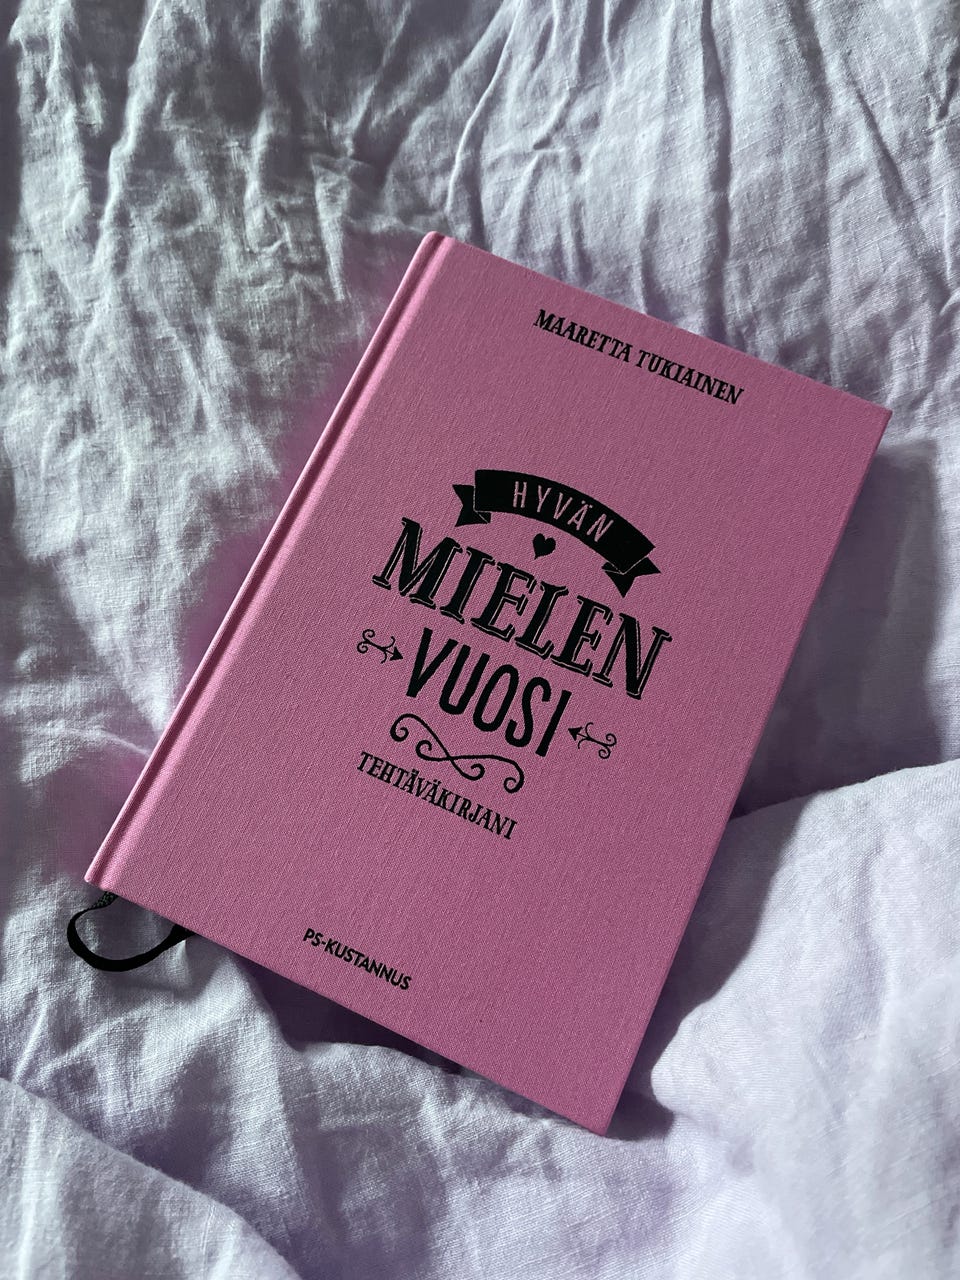 MAARETTA TUKIAINEN
HYVÄN
MIELEN
VUOSI
TEHTÄVÄKIRJANI
PS-KUSTANNUS